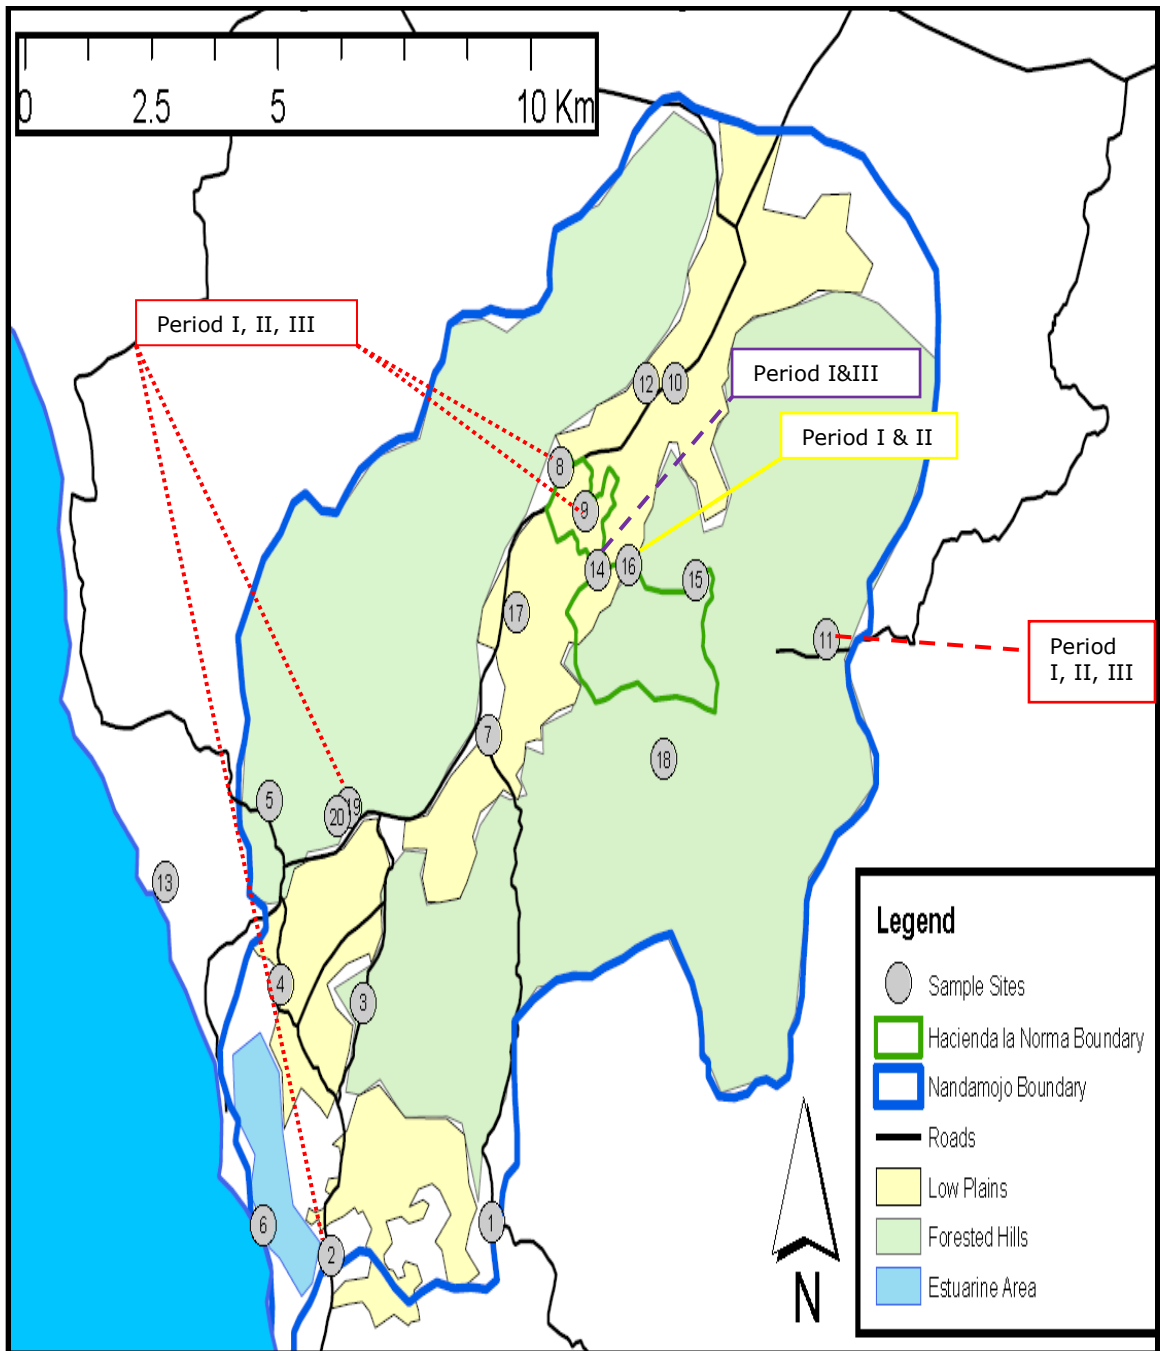 0 2.5 5 10 Km
Period I, II, III
Period I&III
Period I & II
12 10
8
9
14 16 15
17
11
Period
I, II, III
7
18
5
20 19
13
4
3
6
2
1
Legend
Sample Sites
Hacienda la Norma Boundary
Nandamojo Boundary
Roads
Low Plains
Forested Hills
Estuarine Area
N